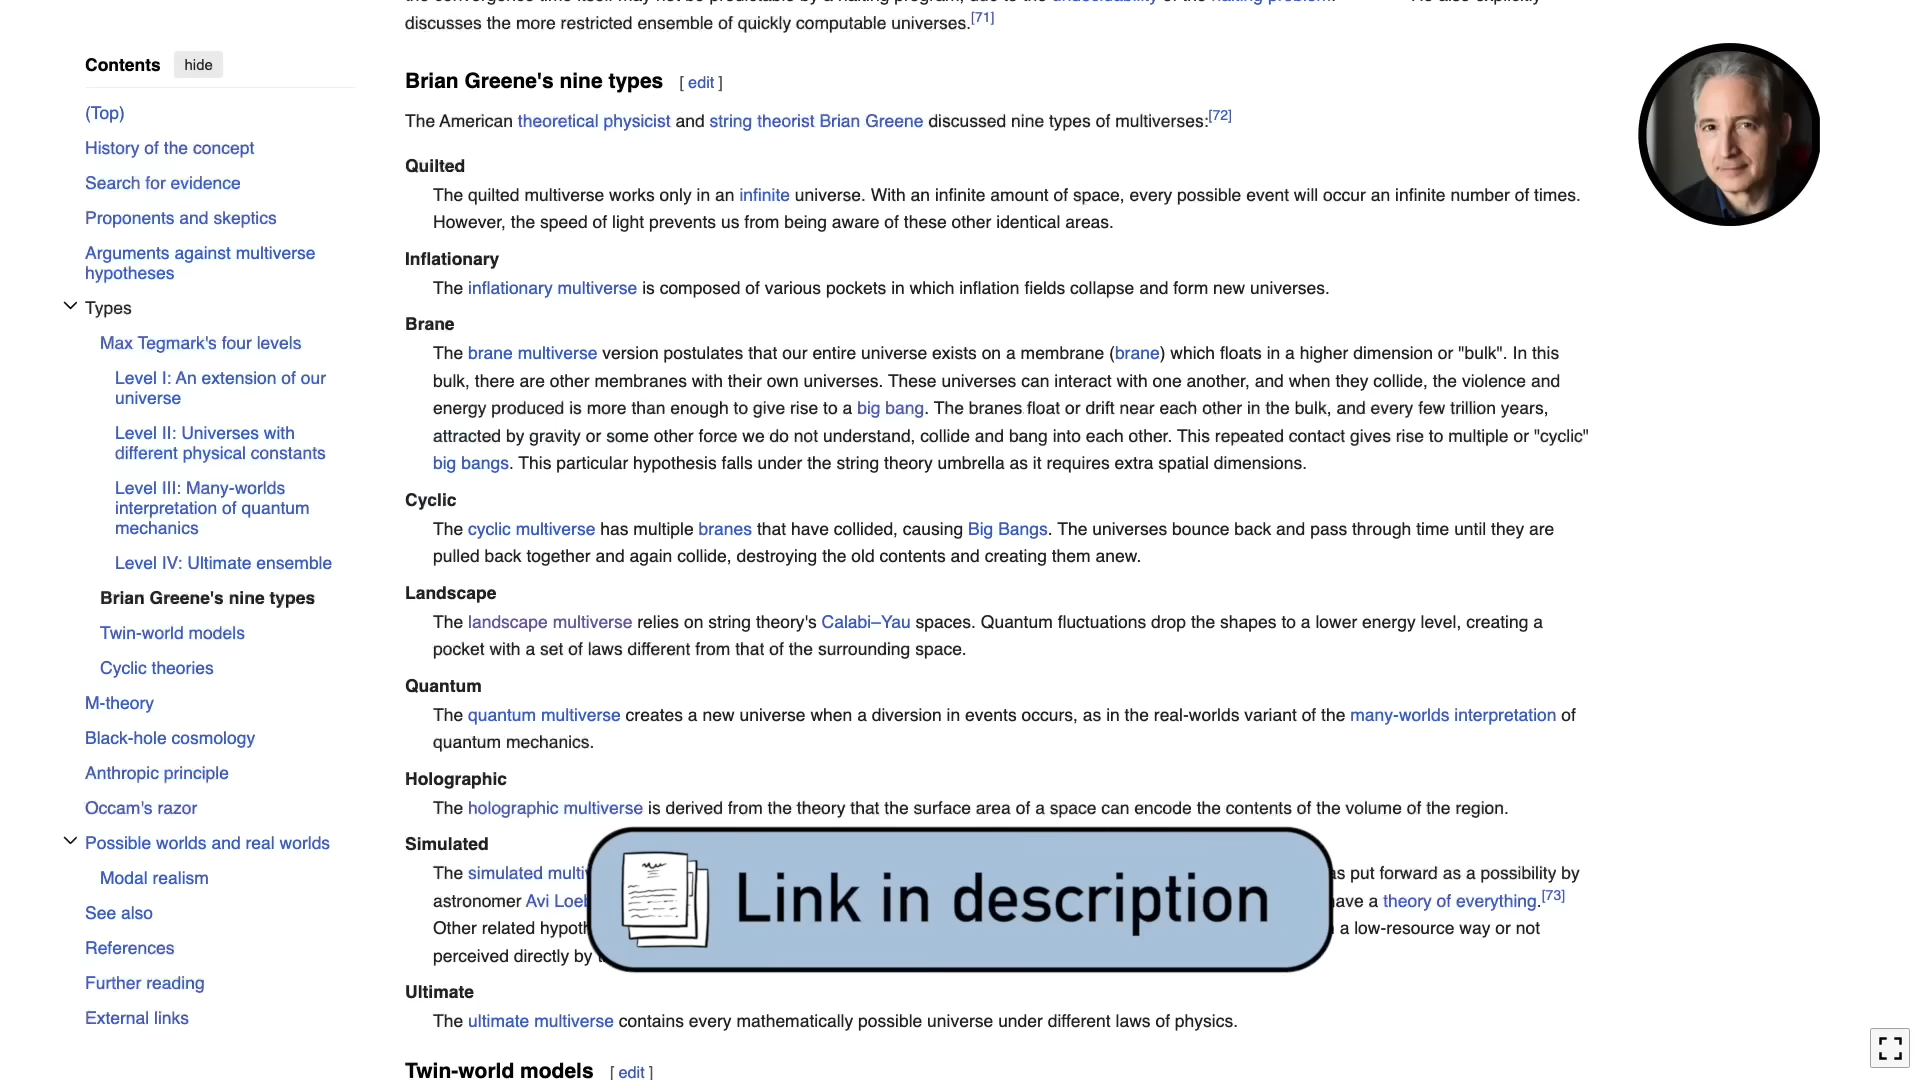 discusses the more restricted ensemble of quickly computable universes.[71]
Contents hide
(Top)
History of the concept
Search for evidence
Proponents and skeptics
Arguments against multiverse
hypotheses
Types
Max Tegmark's four levels
Level I: An extension of our
universe
Level II: Universes with
different physical constants
Level III: Many-worlds
interpretation of quantum
mechanics
Level IV: Ultimate ensemble
Brian Greene's nine types
Twin-world models
Cyclic theories
M-theory
Black-hole cosmology
Anthropic principle
Occam's razor
Possible worlds and real worlds
Modal realism
See also
References
Further reading
External links
Brian Greene's nine types [ edit ]
The American theoretical physicist and string theorist Brian Greene discussed nine types of multiverses:[72]
Quilted
The quilted multiverse works only in an infinite universe. With an infinite amount of space, every possible event will occur an infinite number of times.
However, the speed of light prevents us from being aware of these other identical areas.
Inflationary
The inflationary multiverse is composed of various pockets in which inflation fields collapse and form new universes.
Brane
The brane multiverse version postulates that our entire universe exists on a membrane (brane) which floats in a higher dimension or "bulk". In this
bulk, there are other membranes with their own universes. These universes can interact with one another, and when they collide, the violence and
energy produced is more than enough to give rise to a big bang. The branes float or drift near each other in the bulk, and every few trillion years,
attracted by gravity or some other force we do not understand, collide and bang into each other. This repeated contact gives rise to multiple or "cyclic"
big bangs. This particular hypothesis falls under the string theory umbrella as it requires extra spatial dimensions.
Cyclic
The cyclic multiverse has multiple branes that have collided, causing Big Bangs. The universes bounce back and pass through time until they are
pulled back together and again collide, destroying the old contents and creating them anew.
Landscape
The landscape multiverse relies on string theory's Calabi–Yau spaces. Quantum fluctuations drop the shapes to a lower energy level, creating a
pocket with a set of laws different from that of the surrounding space.
Quantum
The quantum multiverse creates a new universe when a diversion in events occurs, as in the real-worlds variant of the many-worlds interpretation of
quantum mechanics.
Holographic
The holographic multiverse is derived from the theory that the surface area of a space can encode the contents of the volume of the region.
Simulated
The simulated put forward as a possibility by
astronomer Avi a theory of everything.[73]
Other related a low-resource way or not
perceived directly by
Link in description
Ultimate
The ultimate multiverse contains every mathematically possible universe under different laws of physics.
Twin-world models [ edit ]